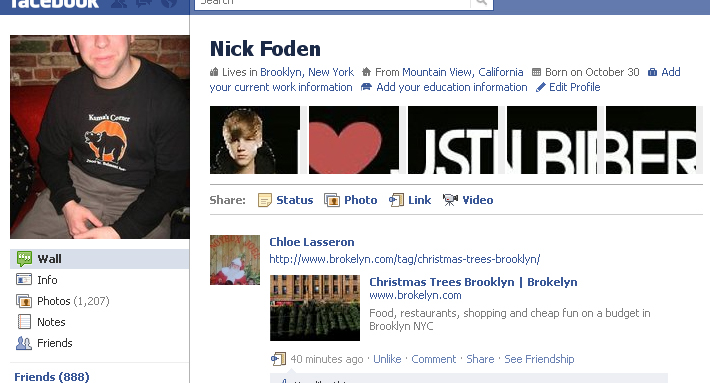 facebook
Search
Nick Foden
Lives in Brooklyn, New York From Mountain View, California Born on October 30 Add
your current work information Add your education information Edit Profile
I JSTN BIBER
Share: Status Photo Link Video
Kuma's Corner
Wall
Info
Photos (1,207)
Notes
Friends
Friends (888)
Chloe Lasseron
http://www.brokelyn.com/tag/christmas-trees-brooklyn/
Christmas Trees Brooklyn | Brokelyn
www.brokelyn.com
Food, restaurants, shopping and cheap fun on a budget in
Brooklyn NYC
40 minutes ago · Unlike · Comment · Share · See Friendship